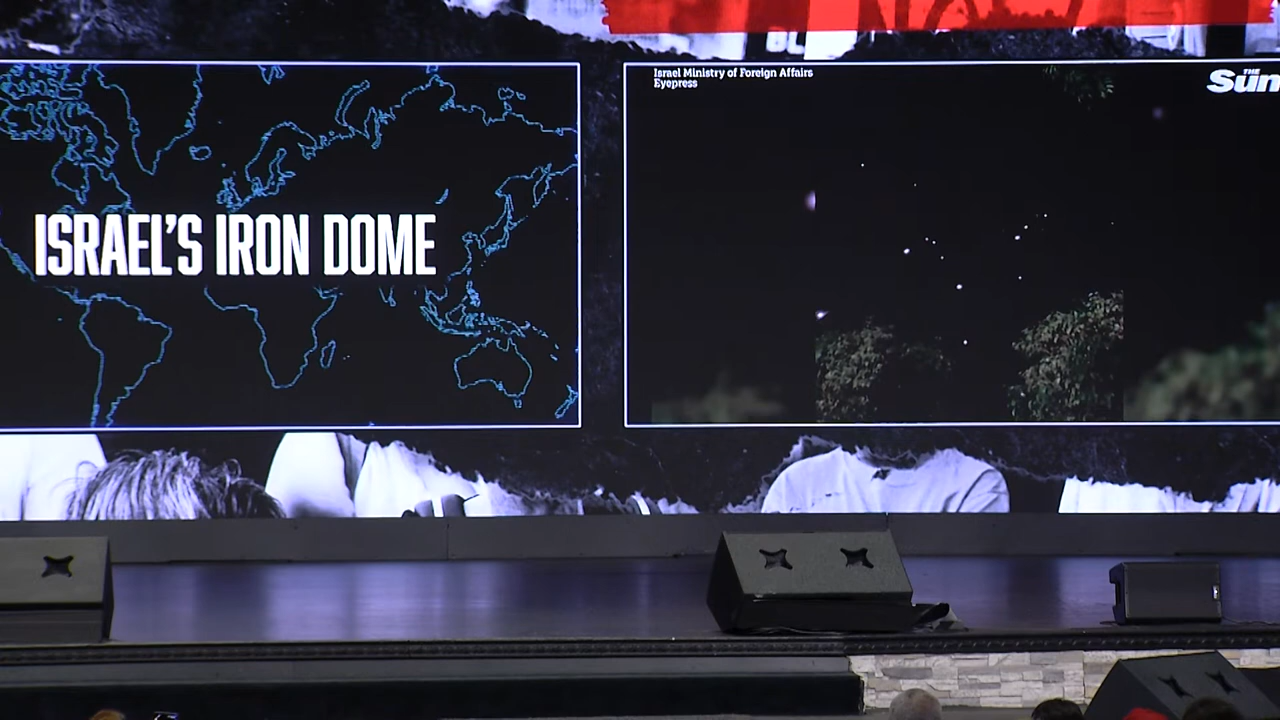 ISRAEL'S IRON DOME
Israel Ministry of Foreign Affairs
Eyepress
THE
Sun